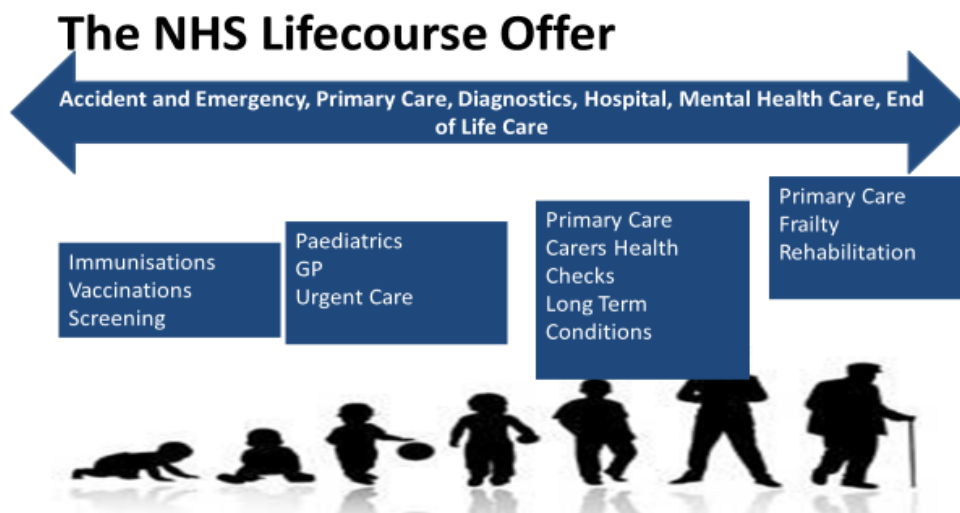 The NHS Lifecourse Offer
Accident and Emergency, Primary Care, Diagnostics, Hospital, Mental Health Care, End
of Life Care
Immunisations
Vaccinations
Screening
Paediatrics
GP
Urgent Care
Primary Care
Carers Health
Checks
Long Term
Conditions
Primary Care
Frailty
Rehabilitation